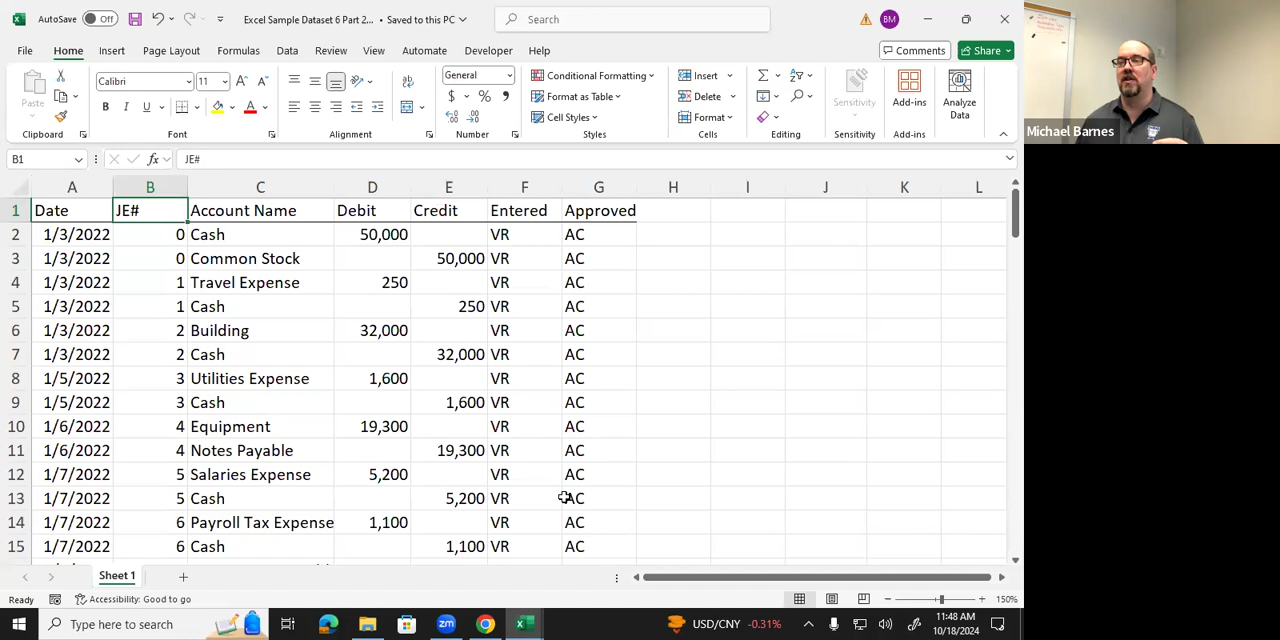 AutoSave Off Excel Sample Dataset 6 Part 2... • Saved to this PC Search BM
File Home Insert Page Layout Formulas Data Review View Automate Developer Help Comments Share
Paste Calibri 11 A A General Conditional Formatting Insert Σ Sensitivity Add-ins Analyze Data
B I U A $ % , Format as Table Delete
Cell Styles Format
Clipboard Font Alignment Number Styles Cells Editing Sensitivity Add-ins
B1 fx JE#
A B C D E F G H I J K L
1 Date JE# Account Name Debit Credit Entered Approved
2 1/3/2022 0 Cash 50,000 VR AC
3 1/3/2022 0 Common Stock 50,000 VR AC
4 1/3/2022 1 Travel Expense 250 VR AC
5 1/3/2022 1 Cash 250 VR AC
6 1/3/2022 2 Building 32,000 VR AC
7 1/3/2022 2 Cash 32,000 VR AC
8 1/5/2022 3 Utilities Expense 1,600 VR AC
9 1/5/2022 3 Cash 1,600 VR AC
10 1/6/2022 4 Equipment 19,300 VR AC
11 1/6/2022 4 Notes Payable 19,300 VR AC
12 1/7/2022 5 Salaries Expense 5,200 VR AC
13 1/7/2022 5 Cash 5,200 VR AC
14 1/7/2022 6 Payroll Tax Expense 1,100 VR AC
15 1/7/2022 6 Cash 1,100 VR AC
Sheet 1
Ready Accessibility: Good to go 150%
Type here to search zm USD/CNY -0.31% 11:48 AM
10/18/2024
Michael Barnes